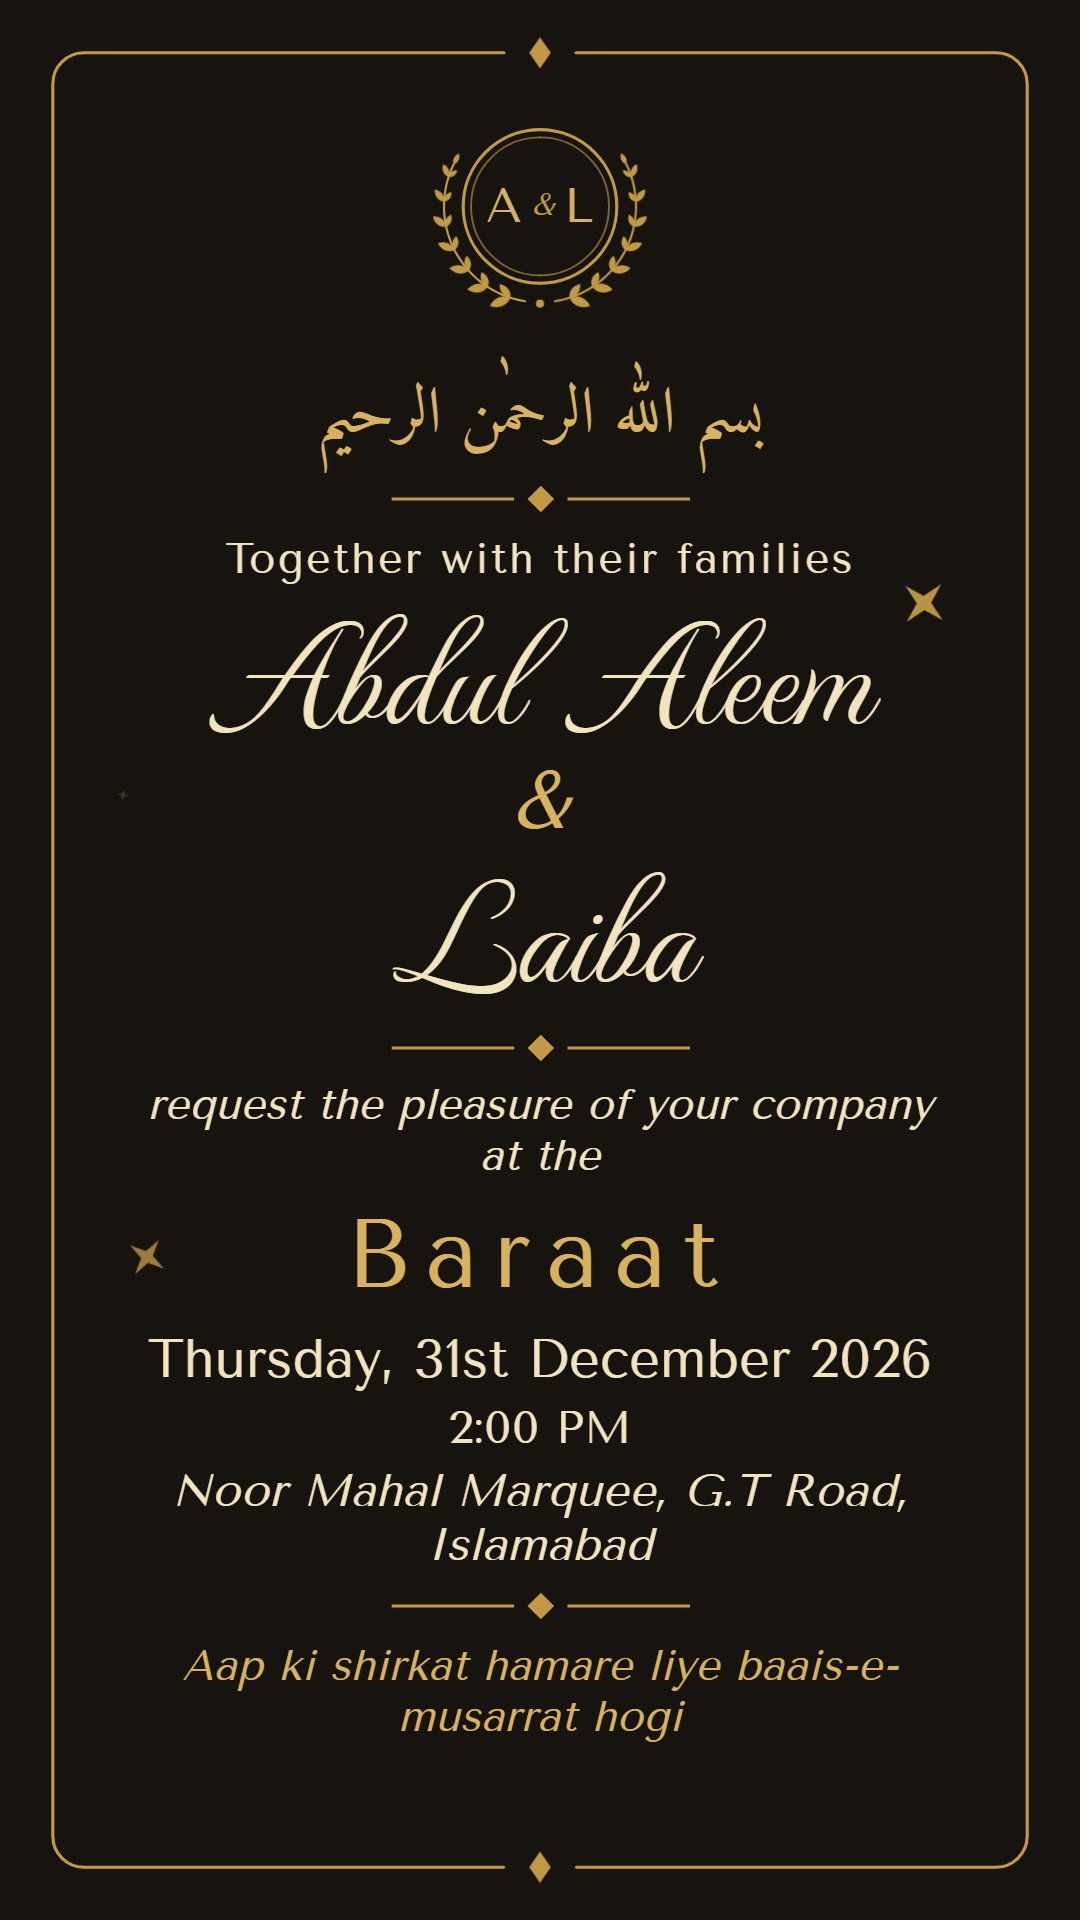 A & L
بسم الله الرحمٰن الرحيم
Together with their families
Abdul Aleem
&
Laiba
request the pleasure of your company
at the
Baraat
Thursday, 31st December 2026
2:00 PM
Noor Mahal Marquee, G.T Road,
Islamabad
Aap ki shirkat hamare liye baais-e-
musarrat hogi